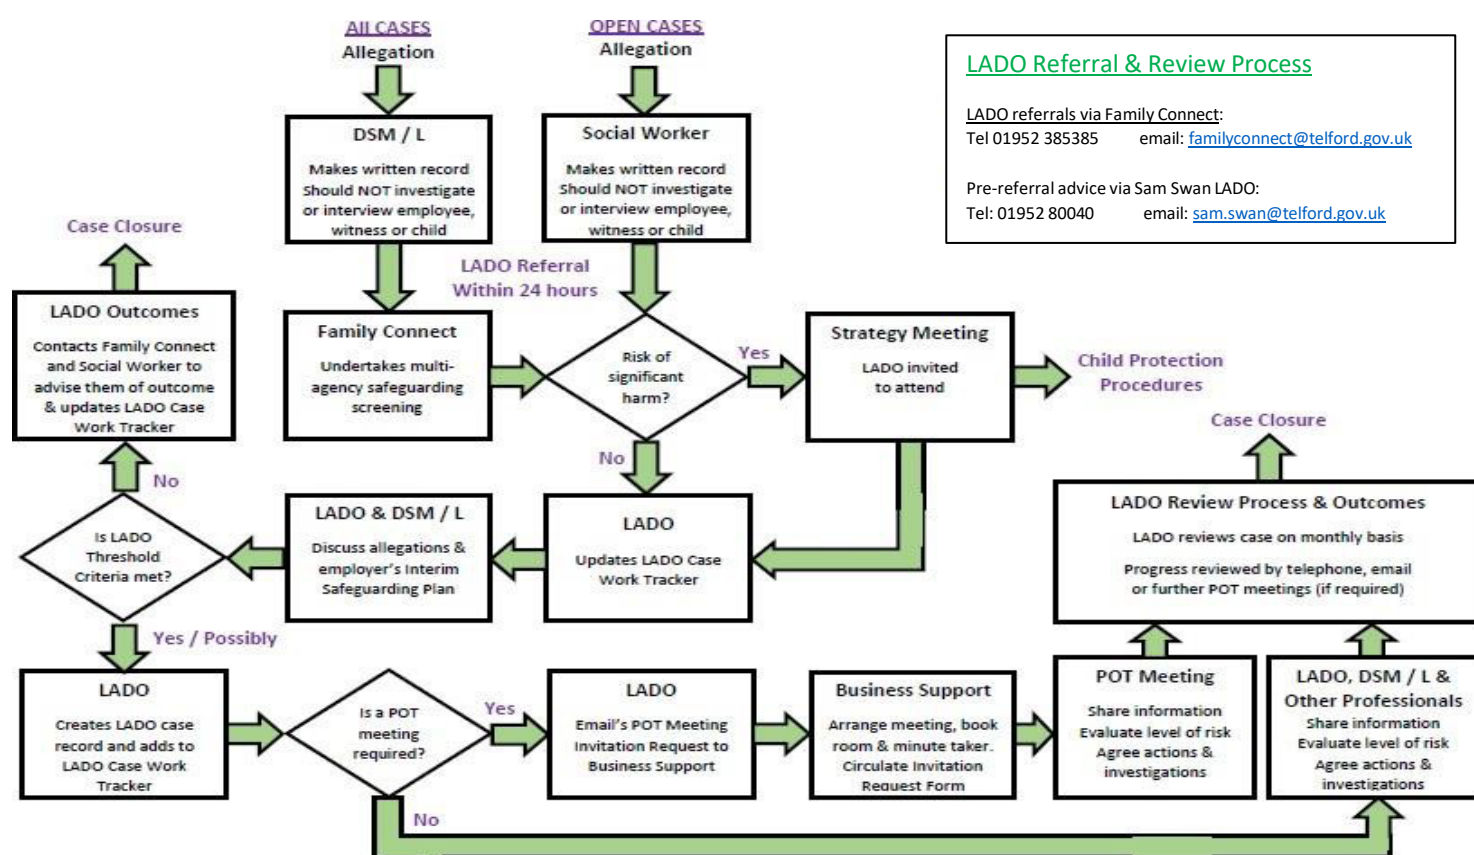 All CASES
Allegation
OPEN CASES
Allegation
LADO Referral & Review Process
LADO referrals via Family Connect:
Tel 01952 385385 email: familyconnect@telford.gov.uk
Pre-referral advice via Sam Swan LADO:
Tel: 01952 80040 email: sam.swan@telford.gov.uk
DSM / L
Makes written record
Should NOT investigate
or interview employee,
witness or child
Social Worker
Makes written record
Should NOT investigate
or interview employee,
witness or child
Case Closure
LADO Referral
Within 24 hours
LADO Outcomes
Contacts Family Connect
and Social Worker to
advise them of outcome
& updates LADO Case
Work Tracker
Family Connect
Undertakes multi-
agency safeguarding
screening
Risk of
significant
harm?
Yes
Strategy Meeting
LADO invited
to attend
Child Protection
Procedures
Case Closure
No
No
Is LADO
Threshold
Criteria met?
LADO & DSM / L
Discuss allegations &
employer's Interim
Safeguarding Plan
LADO
Updates LADO Case
Work Tracker
LADO Review Process & Outcomes
LADO reviews case on monthly basis
Progress reviewed by telephone, email
or further POT meetings (if required)
Yes / Possibly
LADO
Creates LADO case
record and adds to
LADO Case Work
Tracker
Is a POT
meeting
required?
Yes
LADO
Email's POT Meeting
Invitation Request to
Business Support
Business Support
Arrange meeting, book
room & minute taker.
Circulate Invitation
Request Form
POT Meeting
Share information
Evaluate level of risk
Agree actions &
investigations
LADO, DSM / L &
Other Professionals
Share information
Evaluate level of risk
Agree actions &
investigations
No